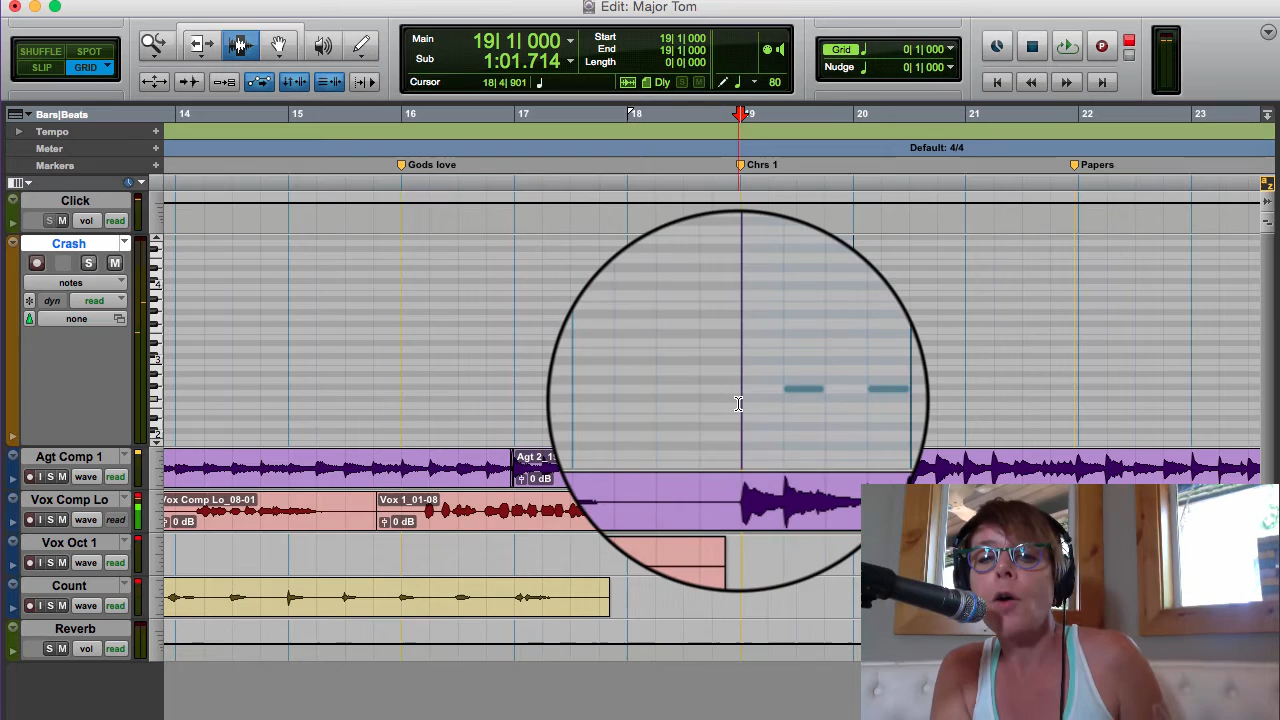 Edit: Major Tom
SHUFFLE SPOT
SLIP GRID
Main 19| 1| 000
Sub 1:01.714
Start 19| 1| 000
End 19| 1| 000
Length 0| 0| 000
Cursor 18| 4| 901 Dly S M 80
Grid 0| 1| 000
Nudge 0| 1| 000
P
Bars|Beats 14 15 16 17 18 9 20 21 22 23
Tempo +
Meter + Default: 4/4
Markers + Gods love Chrs 1 Papers
a
z
Click
S M vol read
Crash
S M
notes
dyn read
none
4
3
2
Agt Comp 1
I S M wave read
Agt 2_1
0 dB
Vox Comp Lo
I S M wave read
Vox Comp Lo_08-01
0 dB
Vox 1_01-08
0 dB
Vox Oct 1
I S M wave read
Count
I S M wave read
Reverb
S M vol read